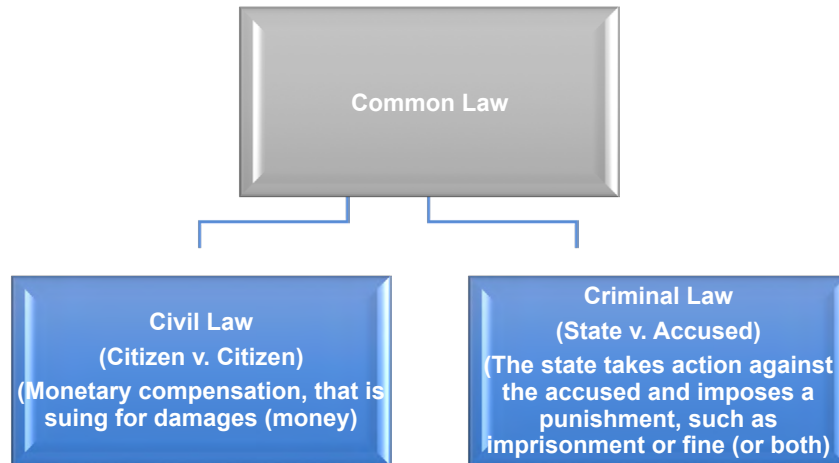 Common Law
Civil Law
(Citizen v. Citizen)
(Monetary compensation, that is
suing for damages (money)
Criminal Law
(State v. Accused)
(The state takes action against
the accused and imposes a
punishment, such as
imprisonment or fine (or both)